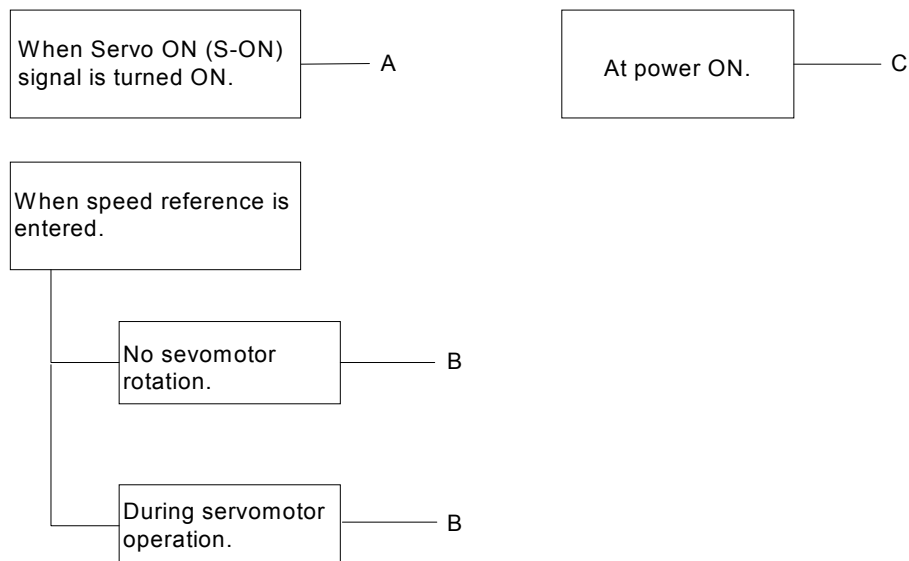 When Servo ON (S-ON)
signal is turned ON.
A
At power ON.
C
When speed reference is
entered.
No sevomotor
rotation.
B
During servomotor
operation.
B